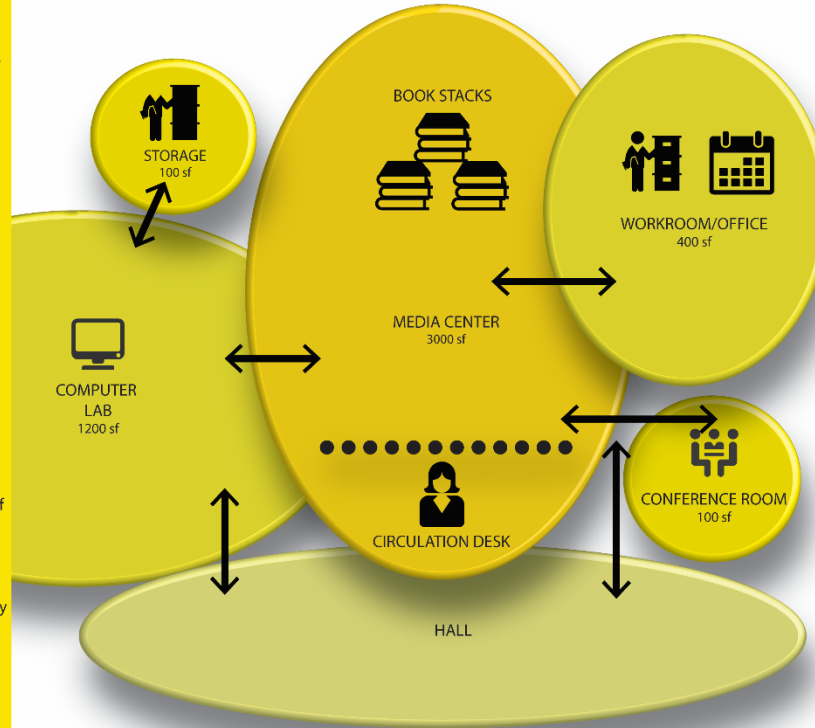 BOOK STACKS
STORAGE
100 sf
WORKROOM/OFFICE
400 sf
MEDIA CENTER
3000 sf
COMPUTER
LAB
1200 sf
CONFERENCE ROOM
100 sf
CIRCULATION DESK
HALL